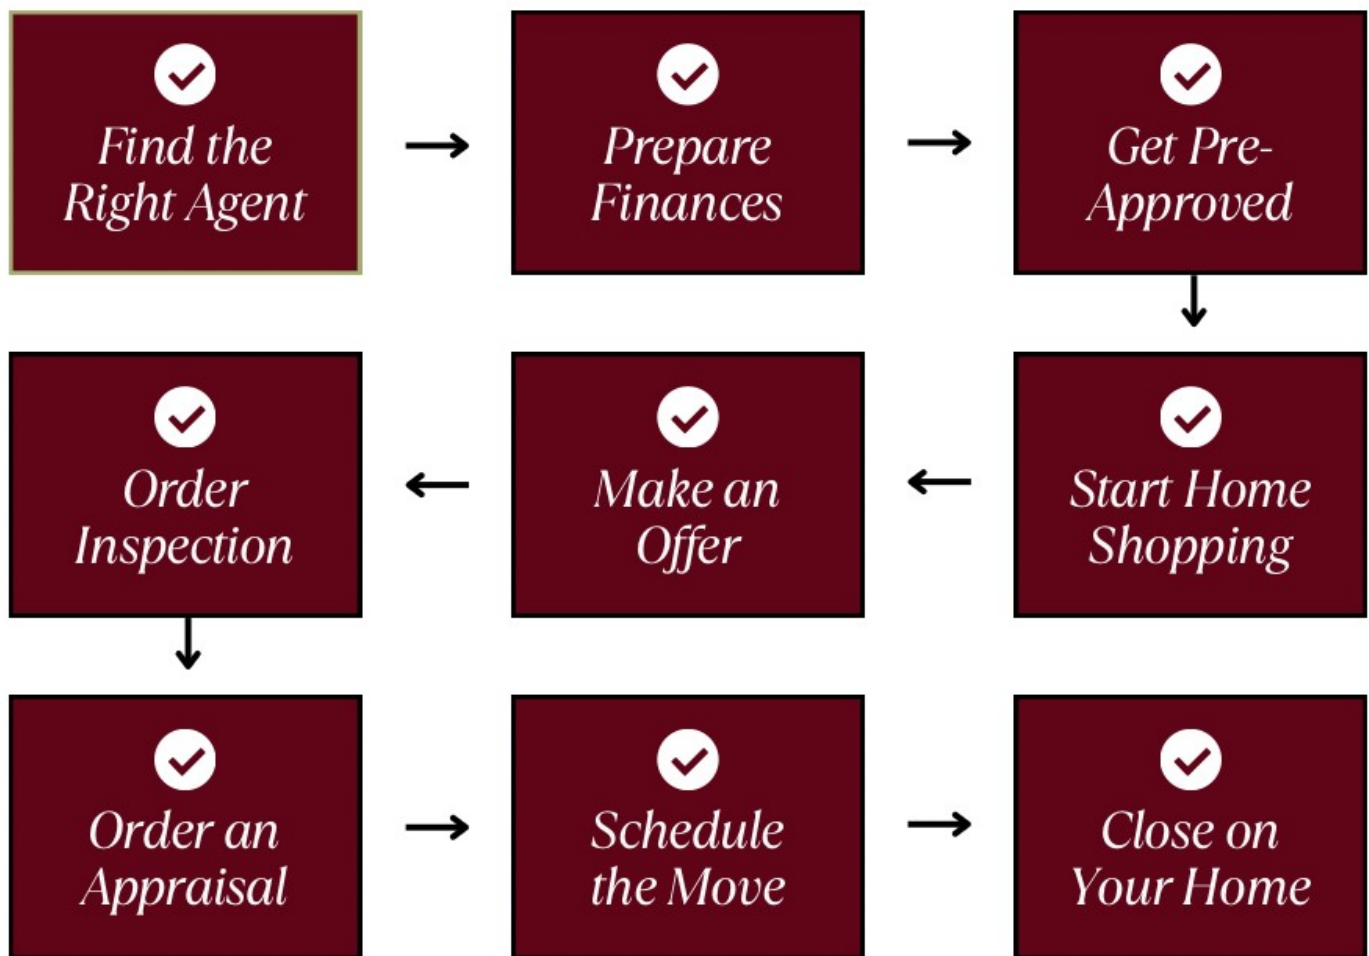 Find the
Right Agent
Prepare
Finances
Get Pre-
Approved
Start Home
Shopping
Make an
Offer
Order
Inspection
Order an
Appraisal
Schedule
the Move
Close on
Your Home